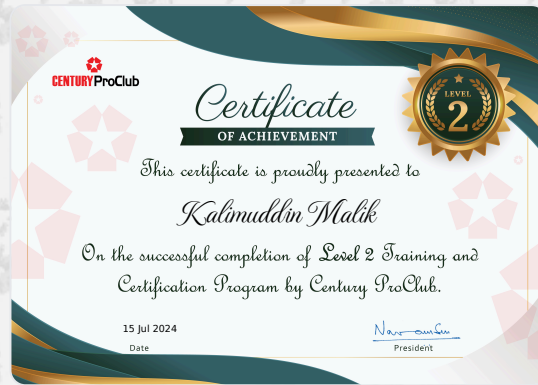 CENTURY ProClub
Certificate
OF ACHIEVEMENT
LEVEL
2
This certificate is proudly presented to
Kalimuddin Malik
On the successful completion of Level 2 Training and
Certification Program by Century ProClub.
15 Jul 2024
Date
President